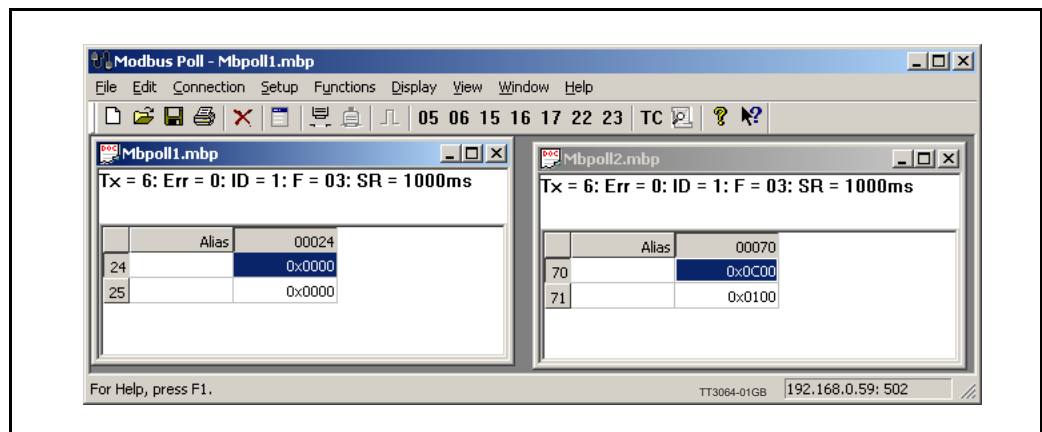 Modbus Poll - Mbpoll1.mbp
File Edit Connection Setup Functions Display View Window Help
05 06 15 16 17 22 23 TC
Mbpoll1.mbp
Tx = 6: Err = 0: ID = 1: F = 03: SR = 1000ms
Alias 00024
24 0x0000
25 0x0000
Mbpoll2.mbp
Tx = 6: Err = 0: ID = 1: F = 03: SR = 1000ms
Alias 00070
70 0x0C00
71 0x0100
For Help, press F1.
TT3064-01GB
192.168.0.59: 502